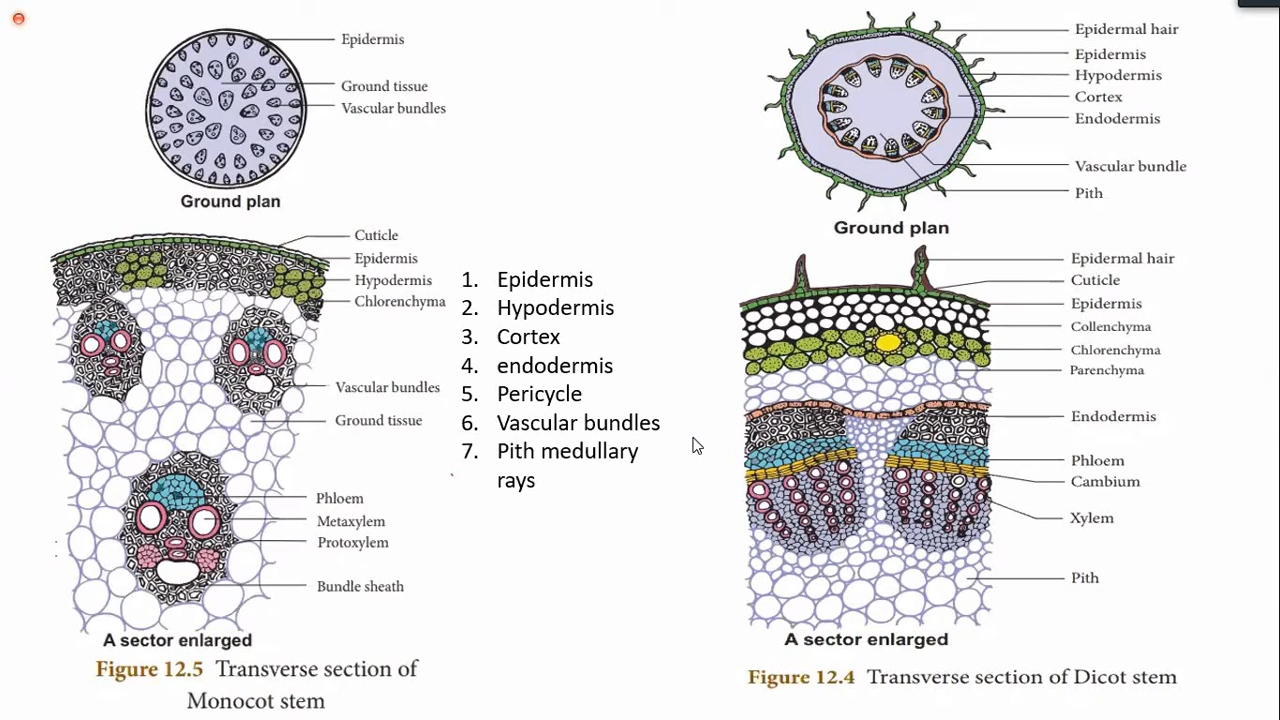 Epidermis
Ground tissue
Vascular bundles
Ground plan
Cuticle
Epidermis
Hypodermis
Chlorenchyma
Vascular bundles
Ground tissue
Phloem
Metaxylem
Protoxylem
Bundle sheath
A sector enlarged
Figure 12.5 Transverse section of
Monocot stem
1. Epidermis
2. Hypodermis
3. Cortex
4. endodermis
5. Pericycle
6. Vascular bundles
7. Pith medullary
rays
Epidermal hair
Epidermis
Hypodermis
Cortex
Endodermis
Vascular bundle
Pith
Ground plan
Epidermal hair
Cuticle
Epidermis
Collenchyma
Chlorenchyma
Parenchyma
Endodermis
Phloem
Cambium
Xylem
Pith
A sector enlarged
Figure 12.4 Transverse section of Dicot stem